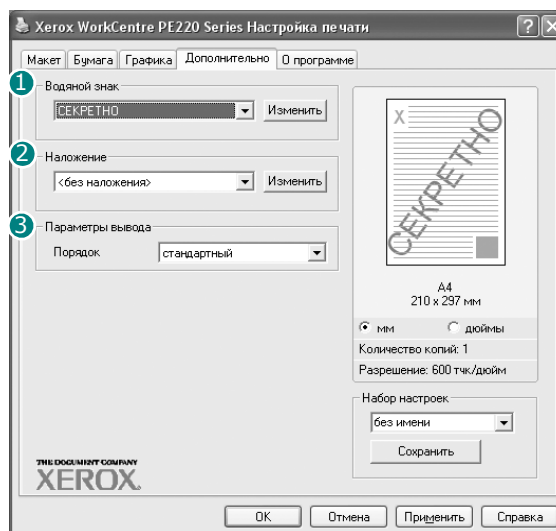 Xerox WorkCentre PE220 Series Настройка печати
Макет Бумага Графика Дополнительно О программе
1 Водяной знак
СЕКРЕТНО Изменить
2 Наложение
<без наложения> Изменить
3 Параметры вывода
Порядок стандартный
X
СЕКРЕТНО
A4
210 x 297 мм
мм дюймы
Количество копий: 1
Разрешение: 600 тчк/дюйм
Набор настроек
без имени
Сохранить
THE DOCUMENT COMPANY
XEROX.
OK Отмена Применить Справка